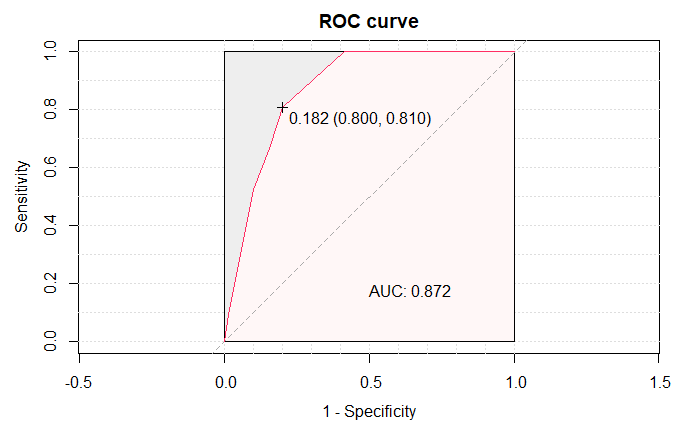 ROC curve
1.0
0.8
0.6
0.4
0.2
0.0
Sensitivity
0.182 (0.800, 0.810)
AUC: 0.872
-0.5 0.0 0.5 1.0 1.5
1 - Specificity